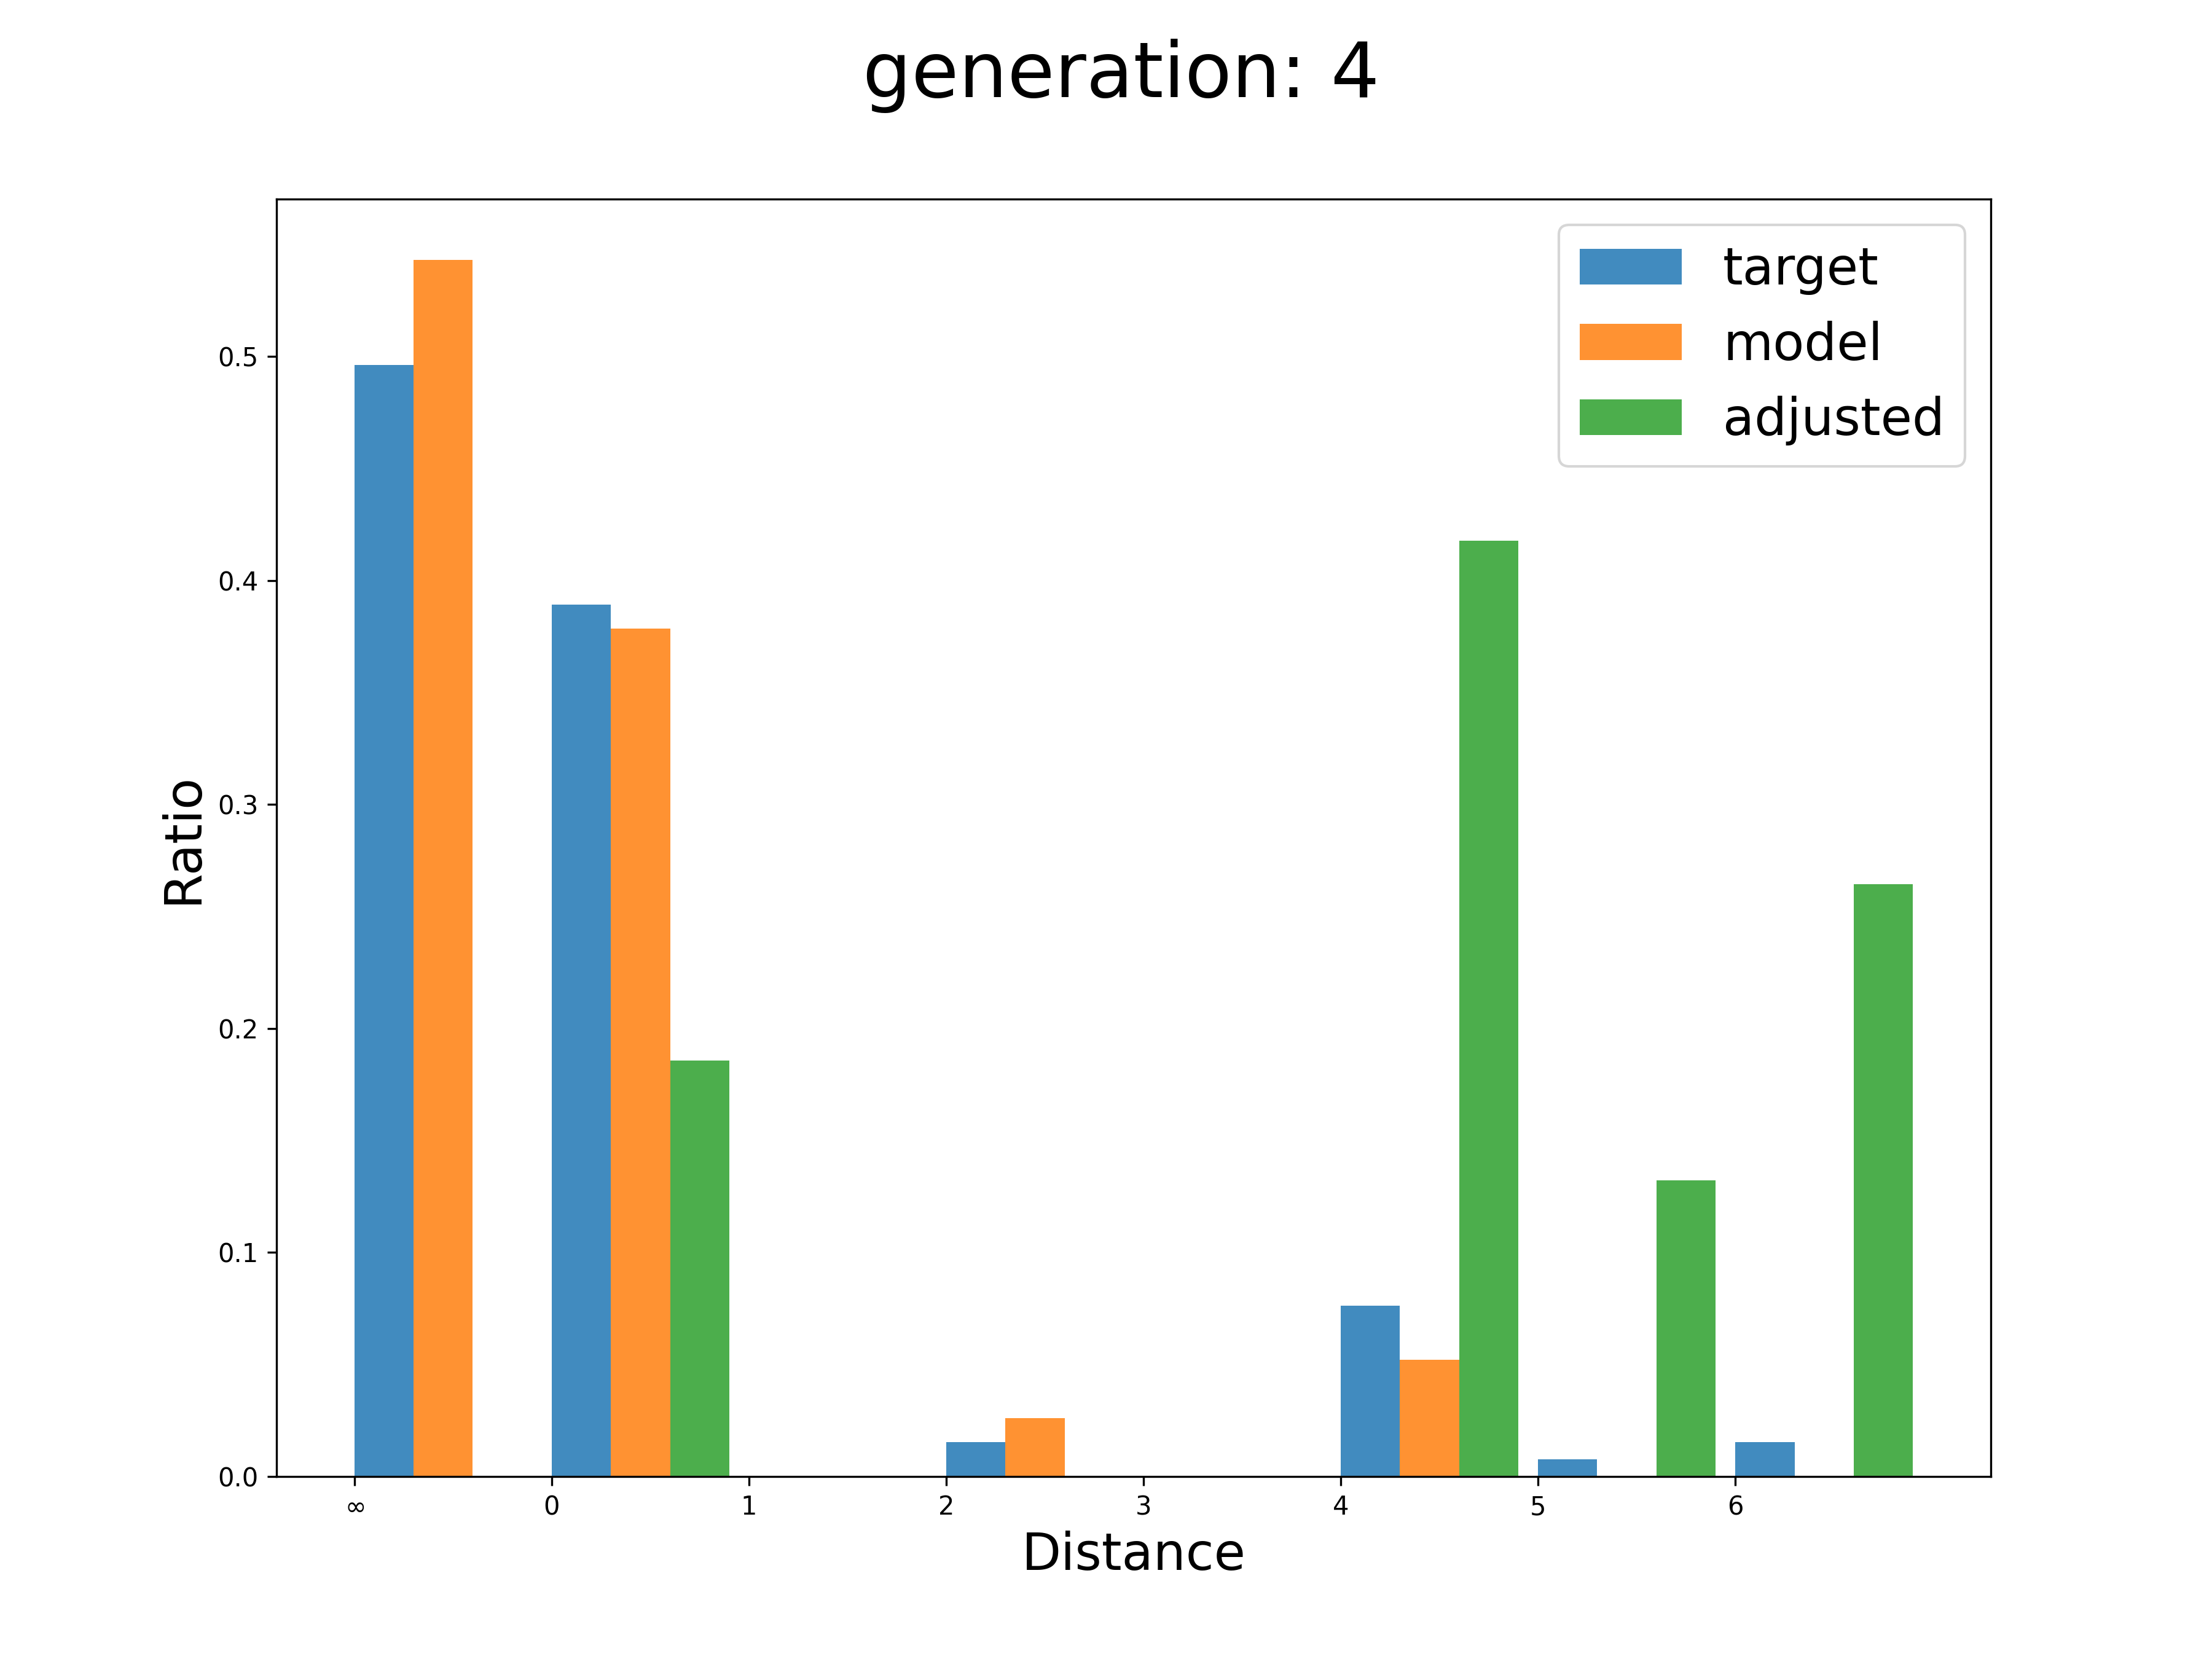 generation: 4
target
model
adjusted
Ratio
0.5
0.4
0.3
0.2
0.1
0.0
∞ 0 1 2 3 4 5 6
Distance